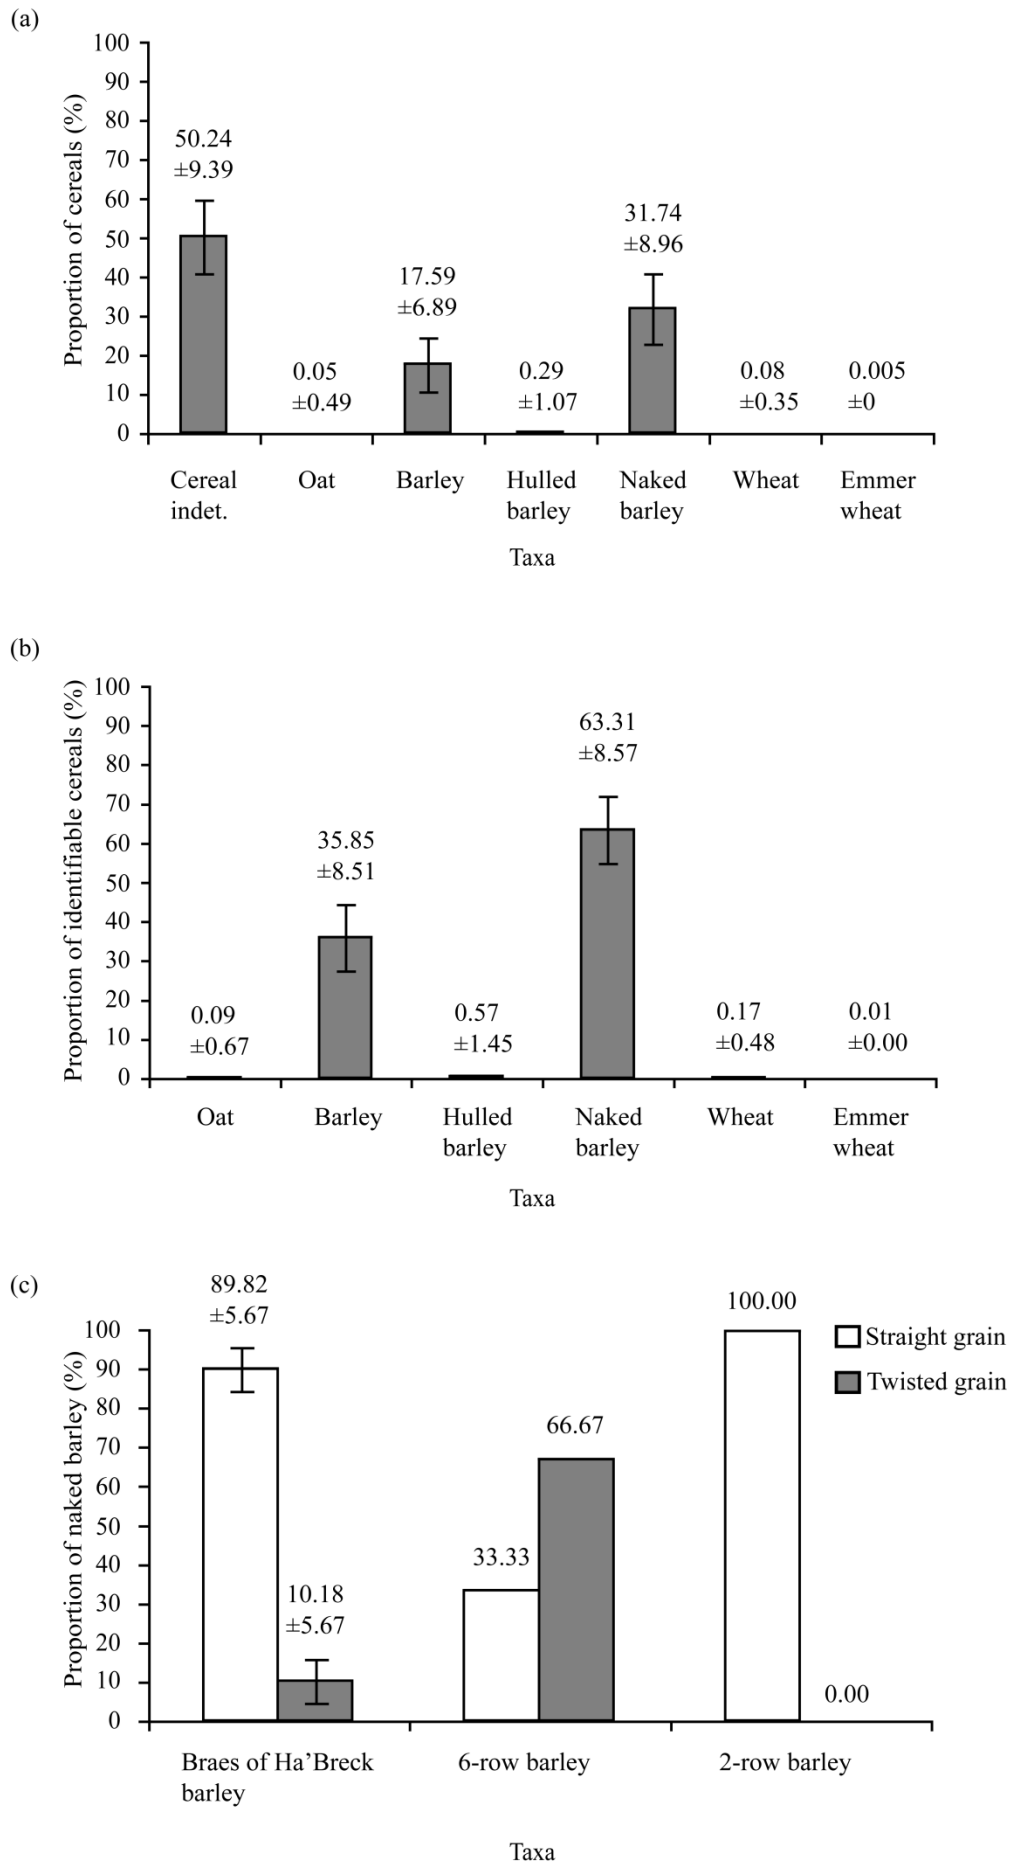 (a)
Proportion of cereals (%)
100
90
80
70
60
50
40
30
20
10
0
50.24
±9.39
0.05
±0.49
17.59
±6.89
0.29
±1.07
31.74
±8.96
0.08
±0.35
0.005
±0
Cereal
indet.
Oat
Barley
Hulled
barley
Naked
barley
Wheat
Emmer
wheat
Taxa
(b)
Proportion of identifiable cereals (%)
100
90
80
70
60
50
40
30
20
10
0
0.09
±0.67
35.85
±8.51
0.57
±1.45
63.31
±8.57
0.17
±0.48
0.01
±0.00
Oat
Barley
Hulled
barley
Naked
barley
Wheat
Emmer
wheat
Taxa
(c)
Proportion of naked barley (%)
100
90
80
70
60
50
40
30
20
10
0
89.82
±5.67
10.18
±5.67
33.33
66.67
100.00
0.00
Straight grain
Twisted grain
Braes of Ha’Breck
barley
6-row barley
2-row barley
Taxa